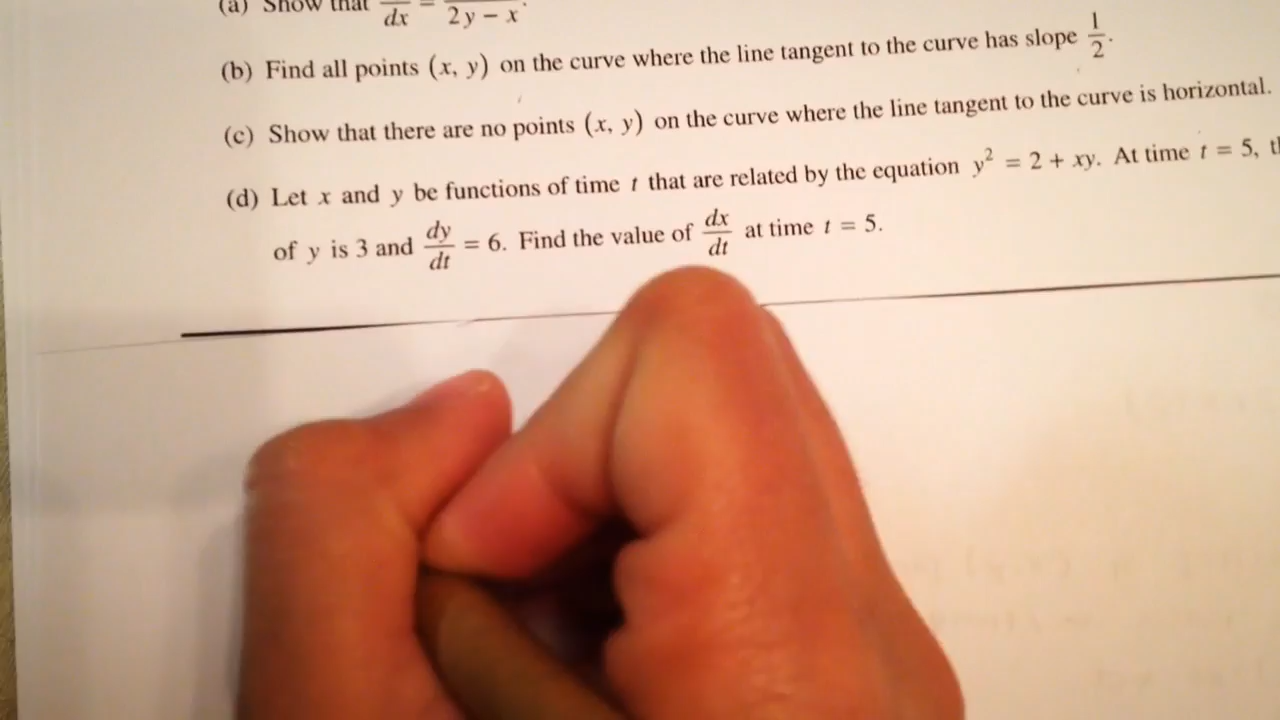 (a) Show that dx = 2y − x.
(b) Find all points (x, y) on the curve where the line tangent to the curve has slope 1/2.
(c) Show that there are no points (x, y) on the curve where the line tangent to the curve is horizontal.
(d) Let x and y be functions of time t that are related by the equation y² = 2 + xy. At time t = 5, t
of y is 3 and dy/dt = 6. Find the value of dx/dt at time t = 5.